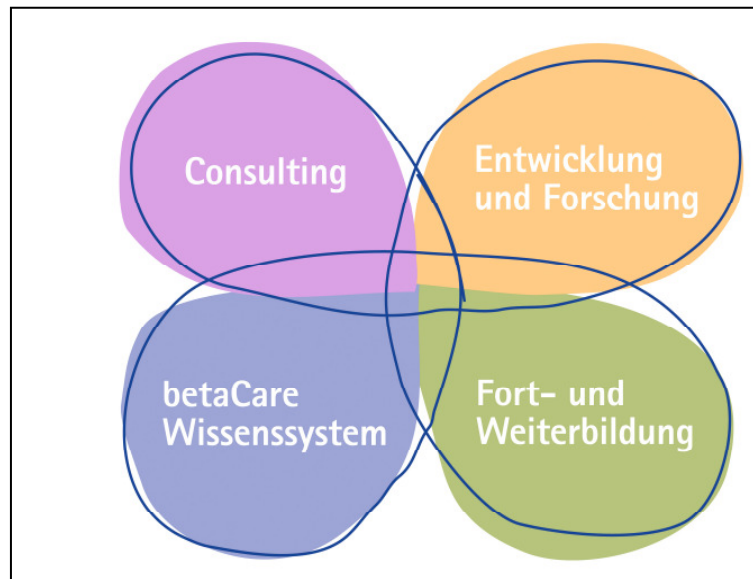 Consulting
Entwicklung
und Forschung
betaCare
Wissenssystem
Fort- und
Weiterbildung